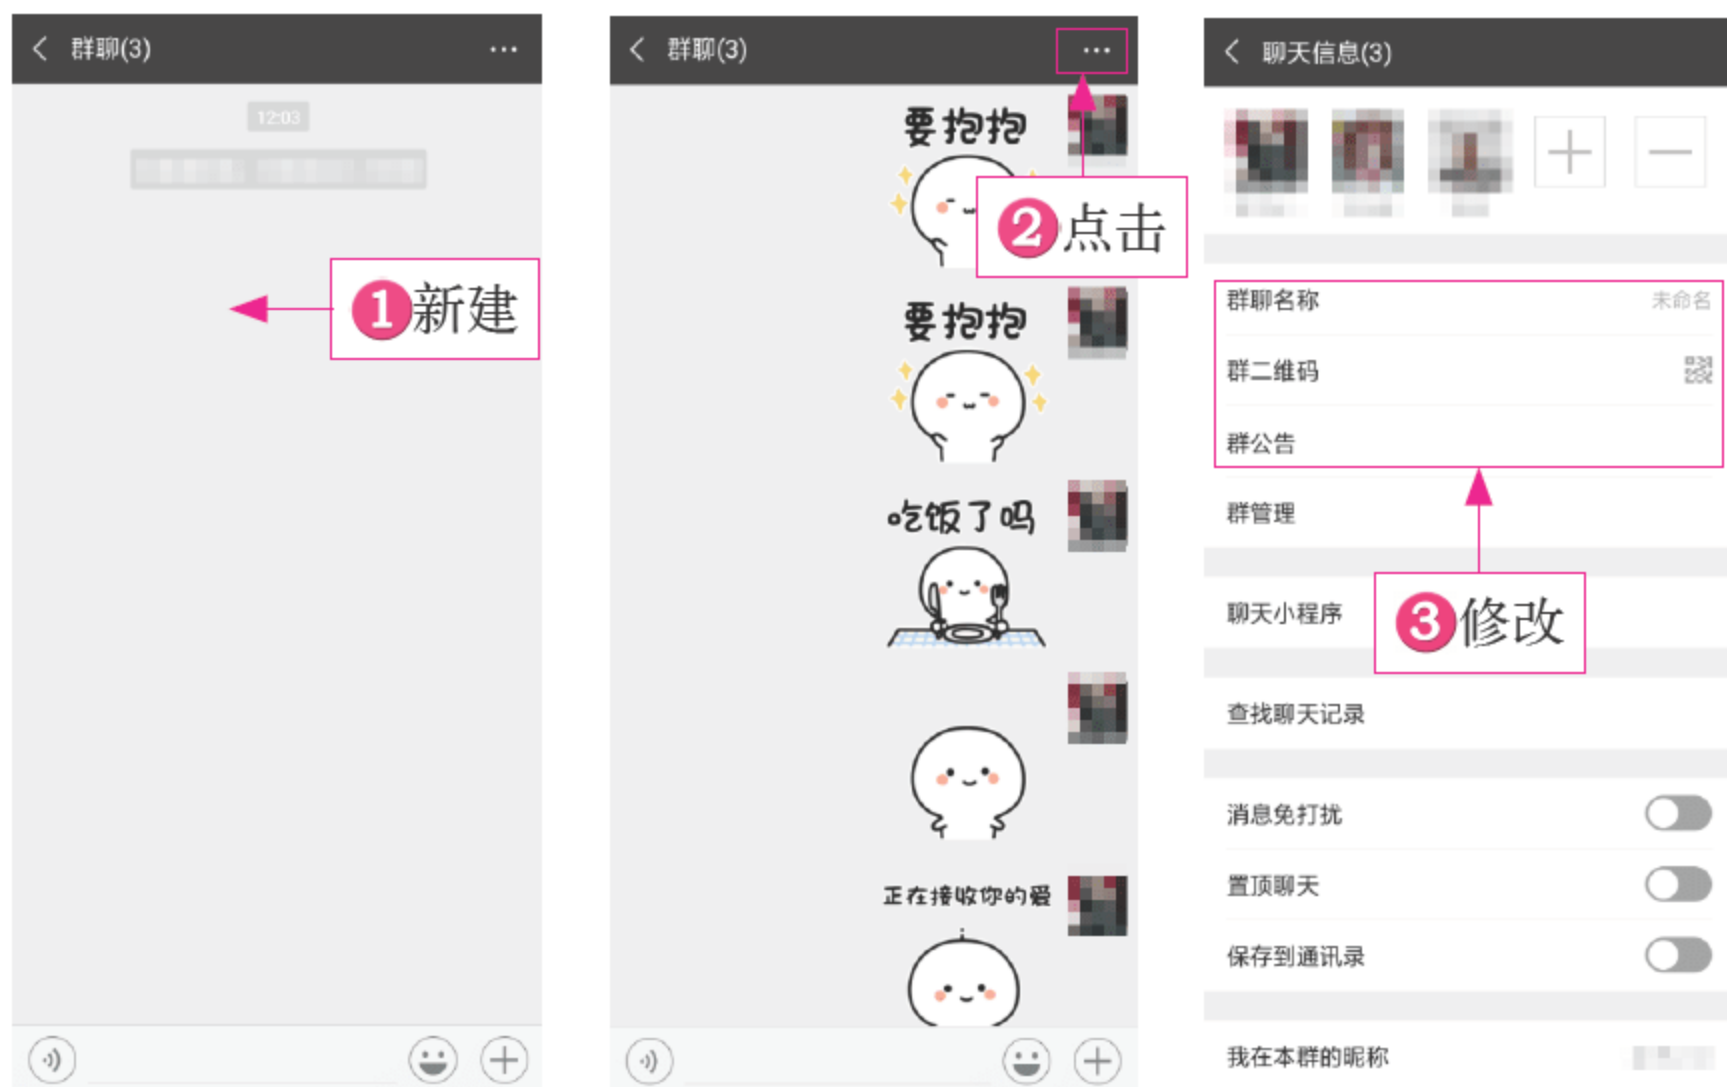 群聊(3)
12:03
1新建
群聊(3)
要抱抱
2点击
要抱抱
吃饭了吗
正在接收你的爱
聊天信息(3)
群聊名称 未命名
群二维码
群公告
群管理
聊天小程序
3修改
查找聊天记录
消息免打扰
置顶聊天
保存到通讯录
我在本群的昵称